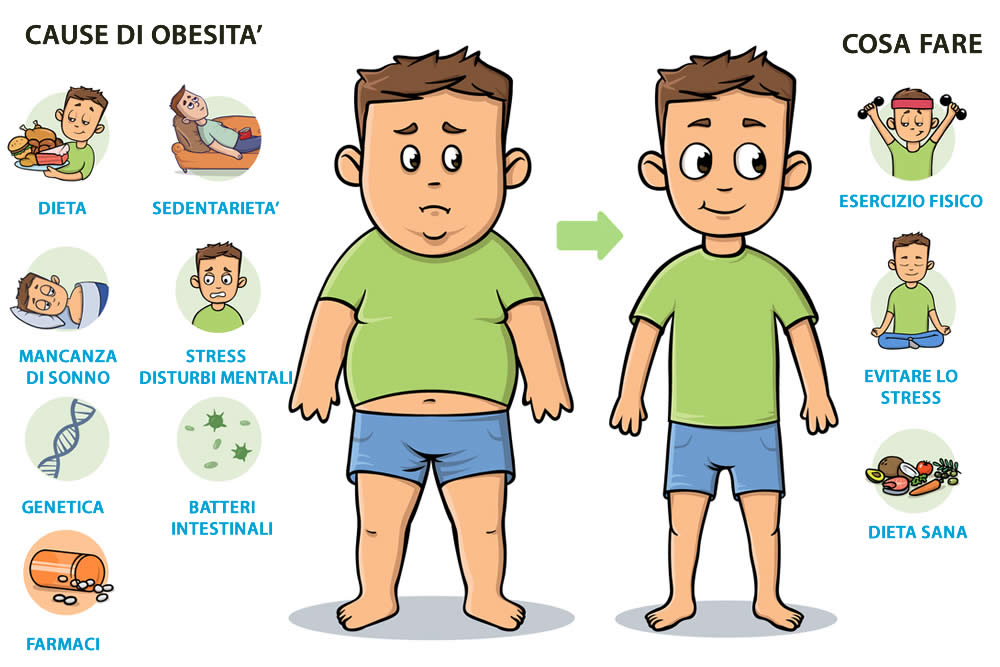 CAUSE DI OBESITA’
DIETA
SEDENTARIETA’
MANCANZA
DI SONNO
STRESS
DISTURBI MENTALI
GENETICA
BATTERI
INTESTINALI
FARMACI
COSA FARE
ESERCIZIO FISICO
EVITARE LO
STRESS
DIETA SANA